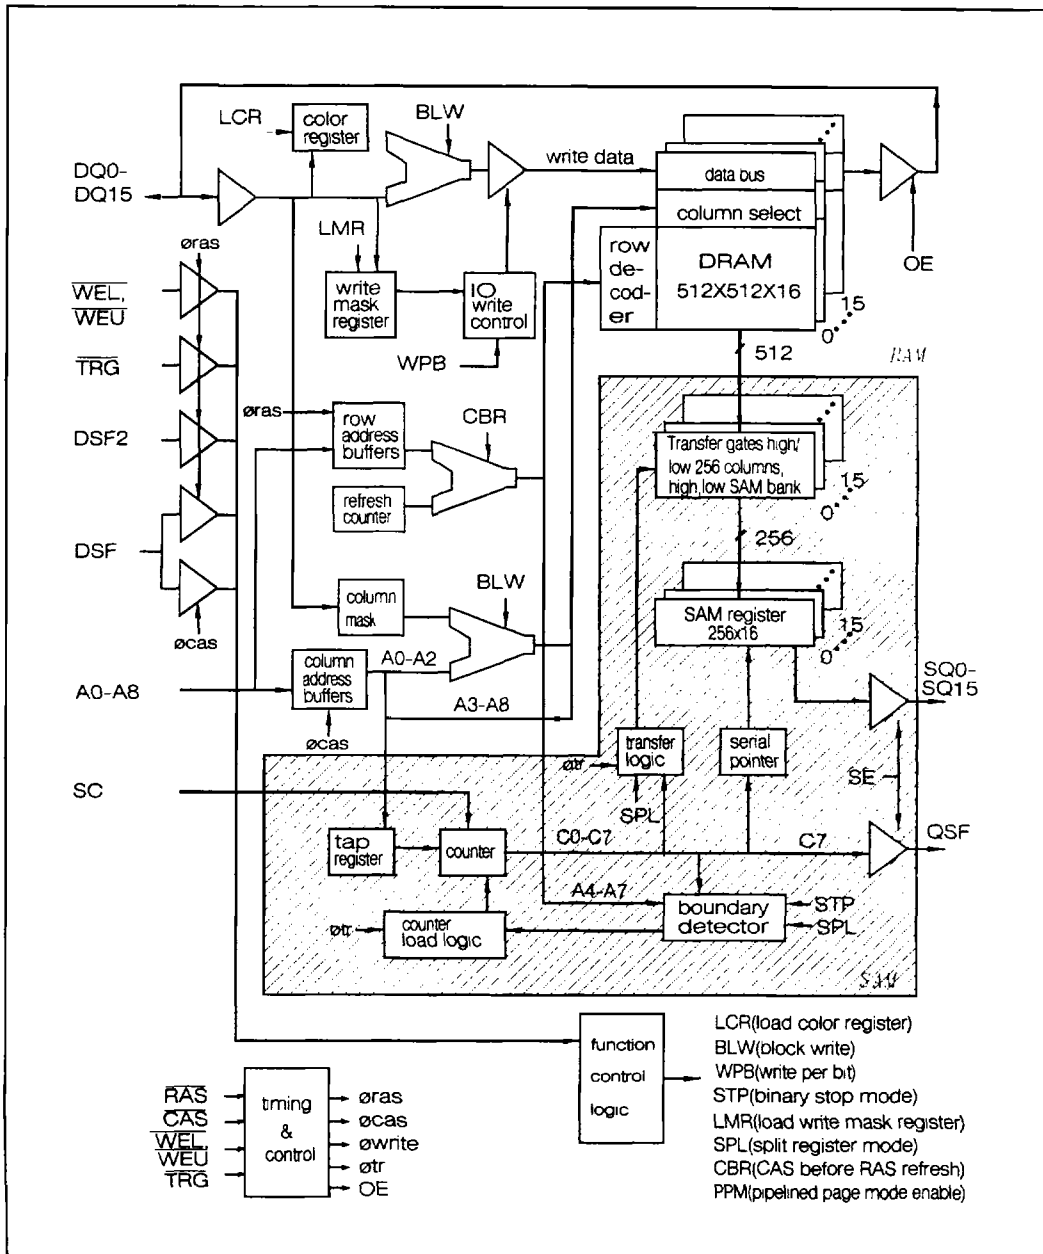 LCR
color
register
BLW
DQ0-
DQ15
write data
data bus
column select
OE
øras
LMR
WEL,
WEU
write
mask
register
IO
write
control
row
de-
cod-
er
DRAM
512X512X16
0 15
TRG
WPB
512
RAM
DSF2
øras
row
address
buffers
CBR
Transfer gates high/
low 256 columns,
high, low SAM bank
0 15
refresh
counter
DSF
256
BLW
column
mask
SAM register
256x16
0 15
øcas
A0-A8
column
address
buffers
A0-A2
A3-A8
SQ0-
SQ15
øcas
øtr
transfer
logic
serial
pointer
SE
SC
SPL
tap
register
counter
C0-C7
C7
QSF
A4-A7
boundary
detector
STP
SPL
øtr
counter
load logic
SAM
function
control
logic
LCR(load color register)
BLW(block write)
WPB(write per bit)
STP(binary stop mode)
LMR(load write mask register)
SPL(split register mode)
CBR(CAS before RAS refresh)
PPM(pipelined page mode enable)
RAS
CAS
WEL,
WEU
TRG
timing
&
control
øras
øcas
øwrite
øtr
OE